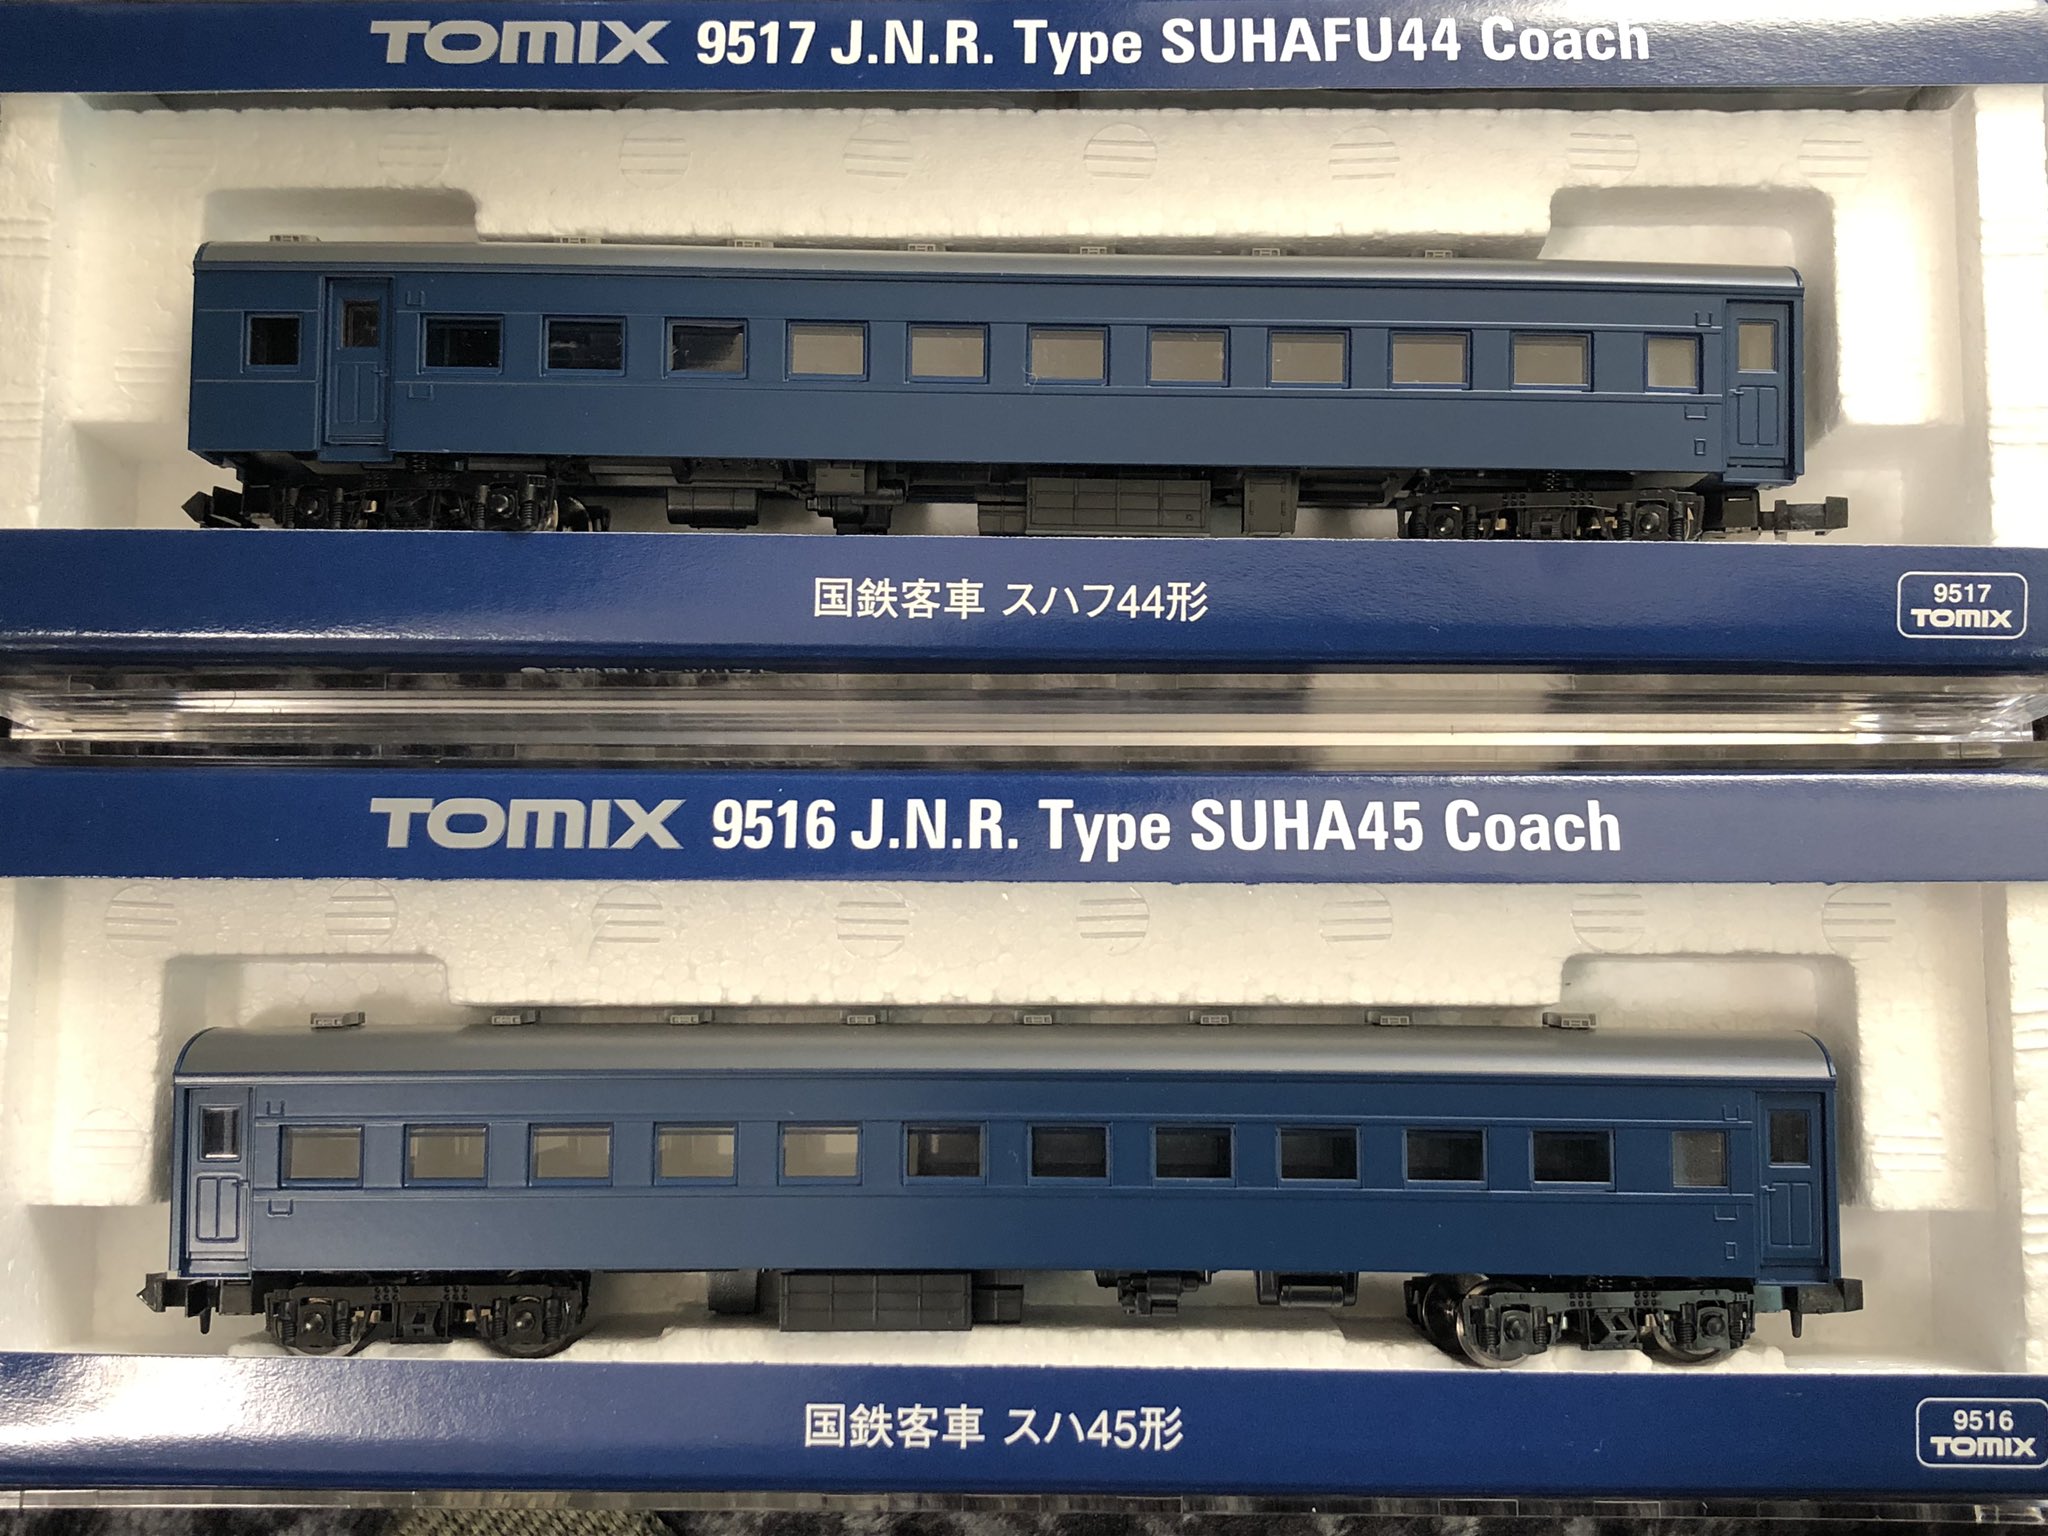 TOMIX 9517 J.N.R. Type SUHAFU44 Coach
国鉄客車 スハフ44形
9517
TOMIX
TOMIX 9516 J.N.R. Type SUHA45 Coach
国鉄客車 スハ45形
9516
TOMIX